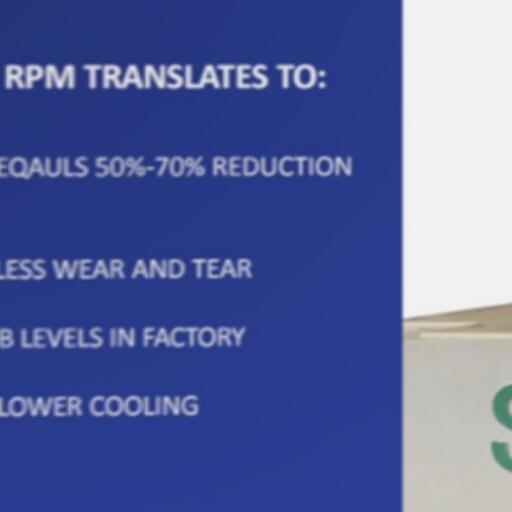 RPM TRANSLATES TO:
EQAULS 50%-70% REDUCTION
LESS WEAR AND TEAR
B LEVELS IN FACTORY
LOWER COOLING
S